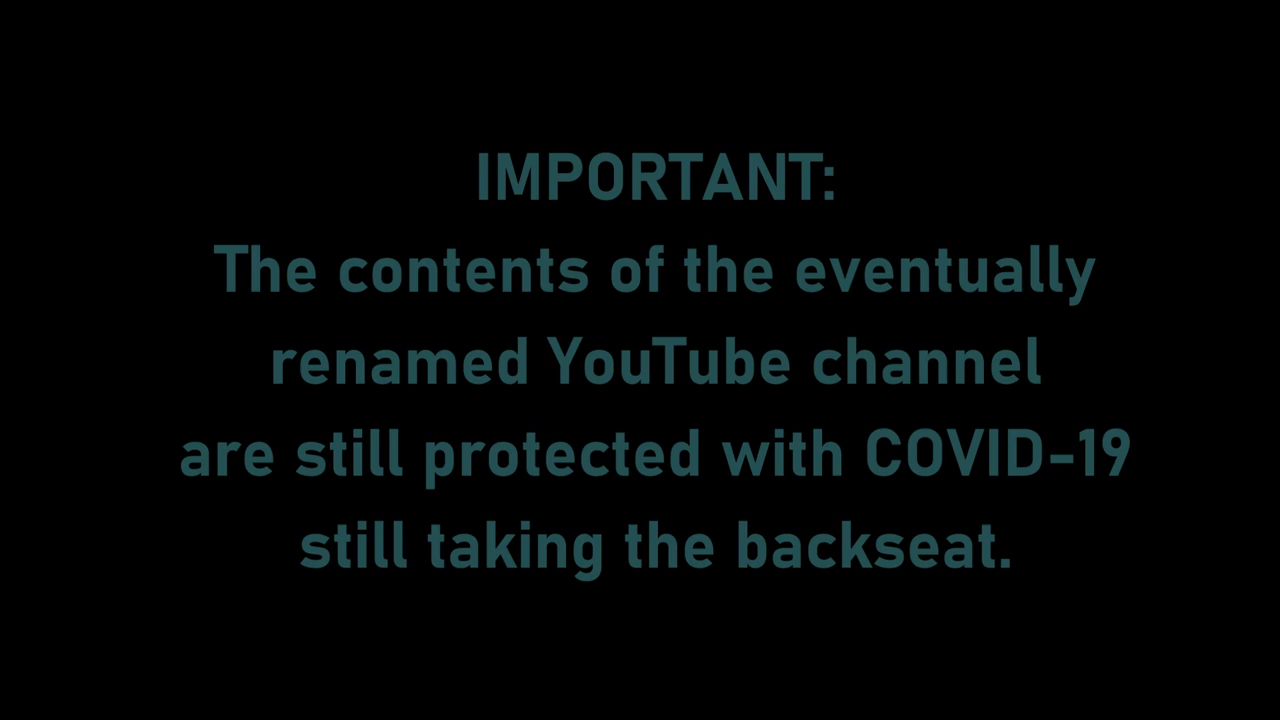 IMPORTANT:
The contents of the eventually
renamed YouTube channel
are still protected with COVID-19
still taking the backseat.